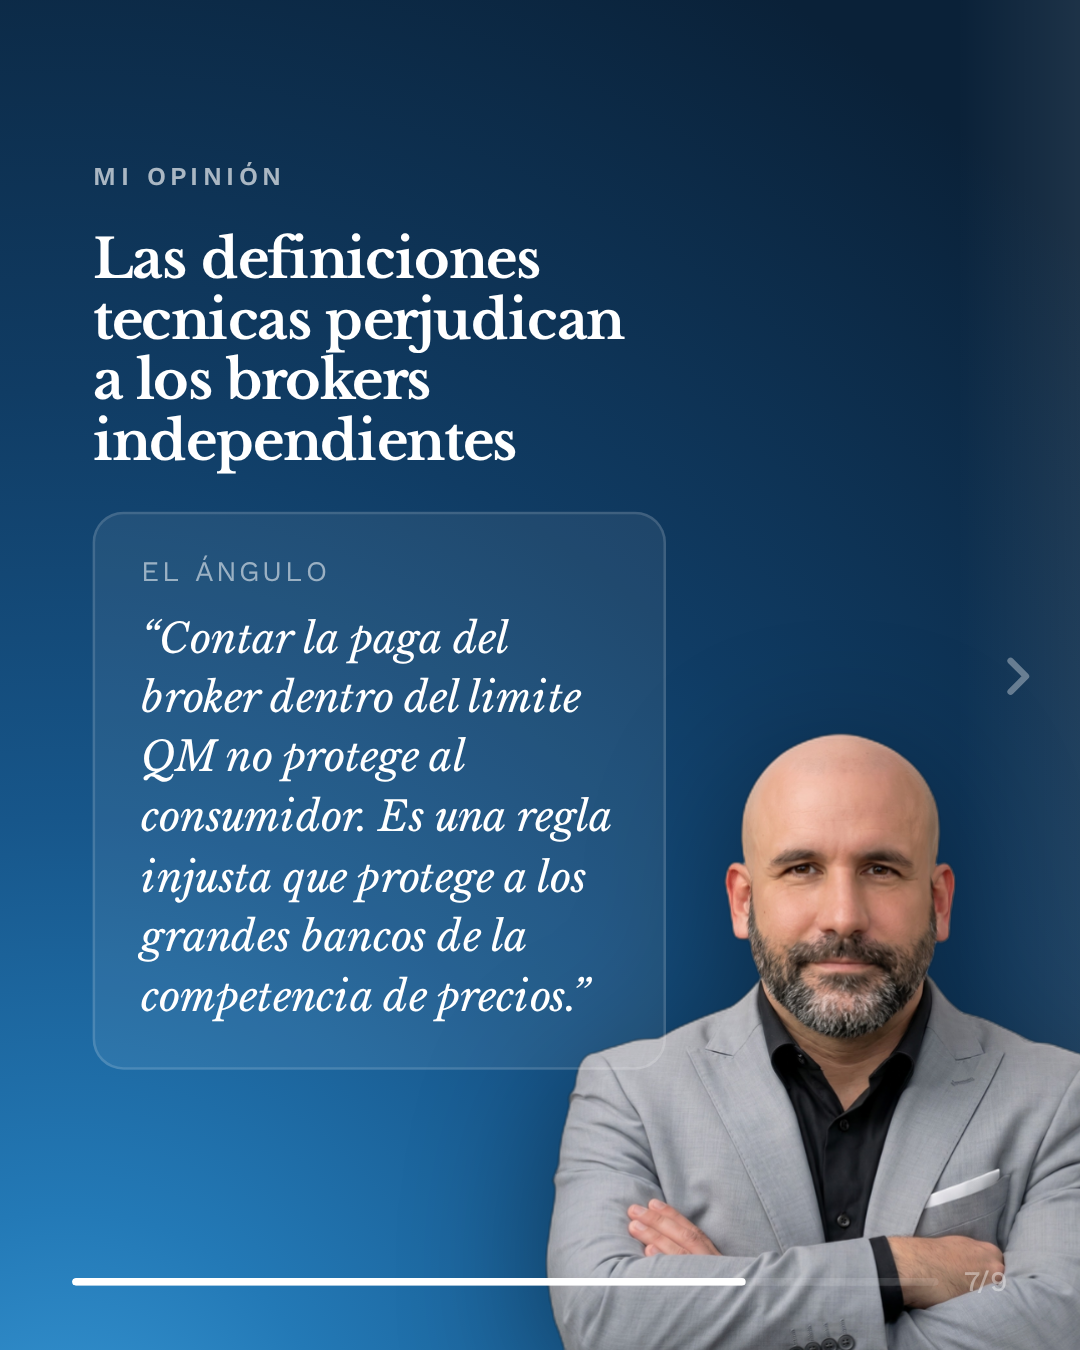 MI OPINIÓN
Las definiciones
tecnicas perjudican
a los brokers
independientes
EL ÁNGULO
“Contar la paga del
broker dentro del limite
QM no protege al
consumidor. Es una regla
injusta que protege a los
grandes bancos de la
competencia de precios.”
7/9